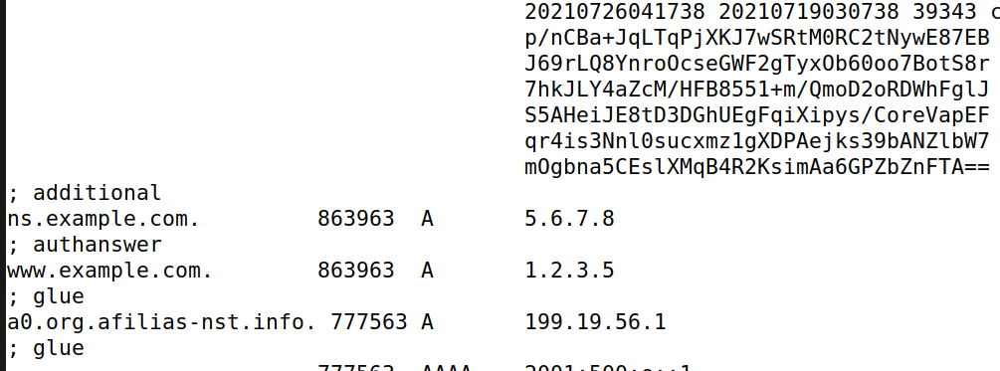 20210726041738 20210719030738 39343 c
p/nCBa+JqLTqPjXKJ7wSRtM0RC2tNywE87EB
J69rLQ8YnroOcseGWF2gTyxOb60oo7BotS8r
7hkJLY4aZcM/HFB8551+m/QmoD2oRDWhFglJ
S5AHeiJE8tD3DGhUEgFqiXipys/CoreVapEF
qr4is3Nnl0sucxmz1gXDPAejks39bANZlbW7
mOgbna5CEslXMqB4R2KsimAa6GPZbZnFTA==
; additional
ns.example.com. 863963 A 5.6.7.8
; authanswer
www.example.com. 863963 A 1.2.3.5
; glue
a0.org.afilias-nst.info. 777563 A 199.19.56.1
; glue
777563 AAAA 2001:500:e::1